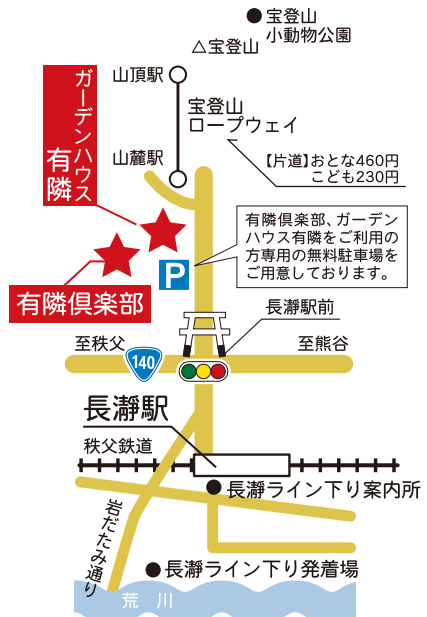 宝登山
小動物公園
△宝登山
山頂駅
宝登山
ロープウェイ
ガーデンハウス
有隣
山麓駅
【片道】おとな460円
こども230円
有隣倶楽部、ガーデン
ハウス有隣をご利用の
方専用の無料駐車場を
ご用意しております。
P
有隣倶楽部
長瀞駅前
至秩父
140
至熊谷
長瀞駅
秩父鉄道
長瀞ライン下り案内所
岩だたみ通り
長瀞ライン下り発着場
荒川